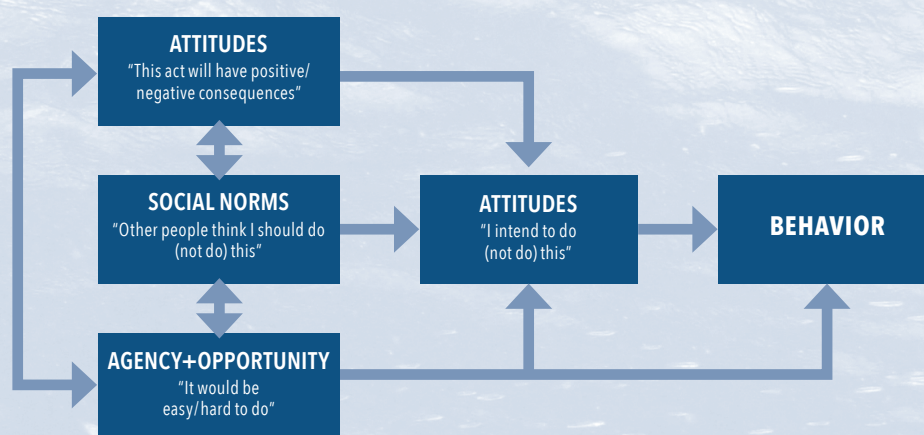 ATTITUDES
“This act will have positive/
negative consequences”
SOCIAL NORMS
“Other people think I should do
(not do) this”
AGENCY+OPPORTUNITY
“It would be
easy/hard to do”
ATTITUDES
“I intend to do
(not do) this”
BEHAVIOR